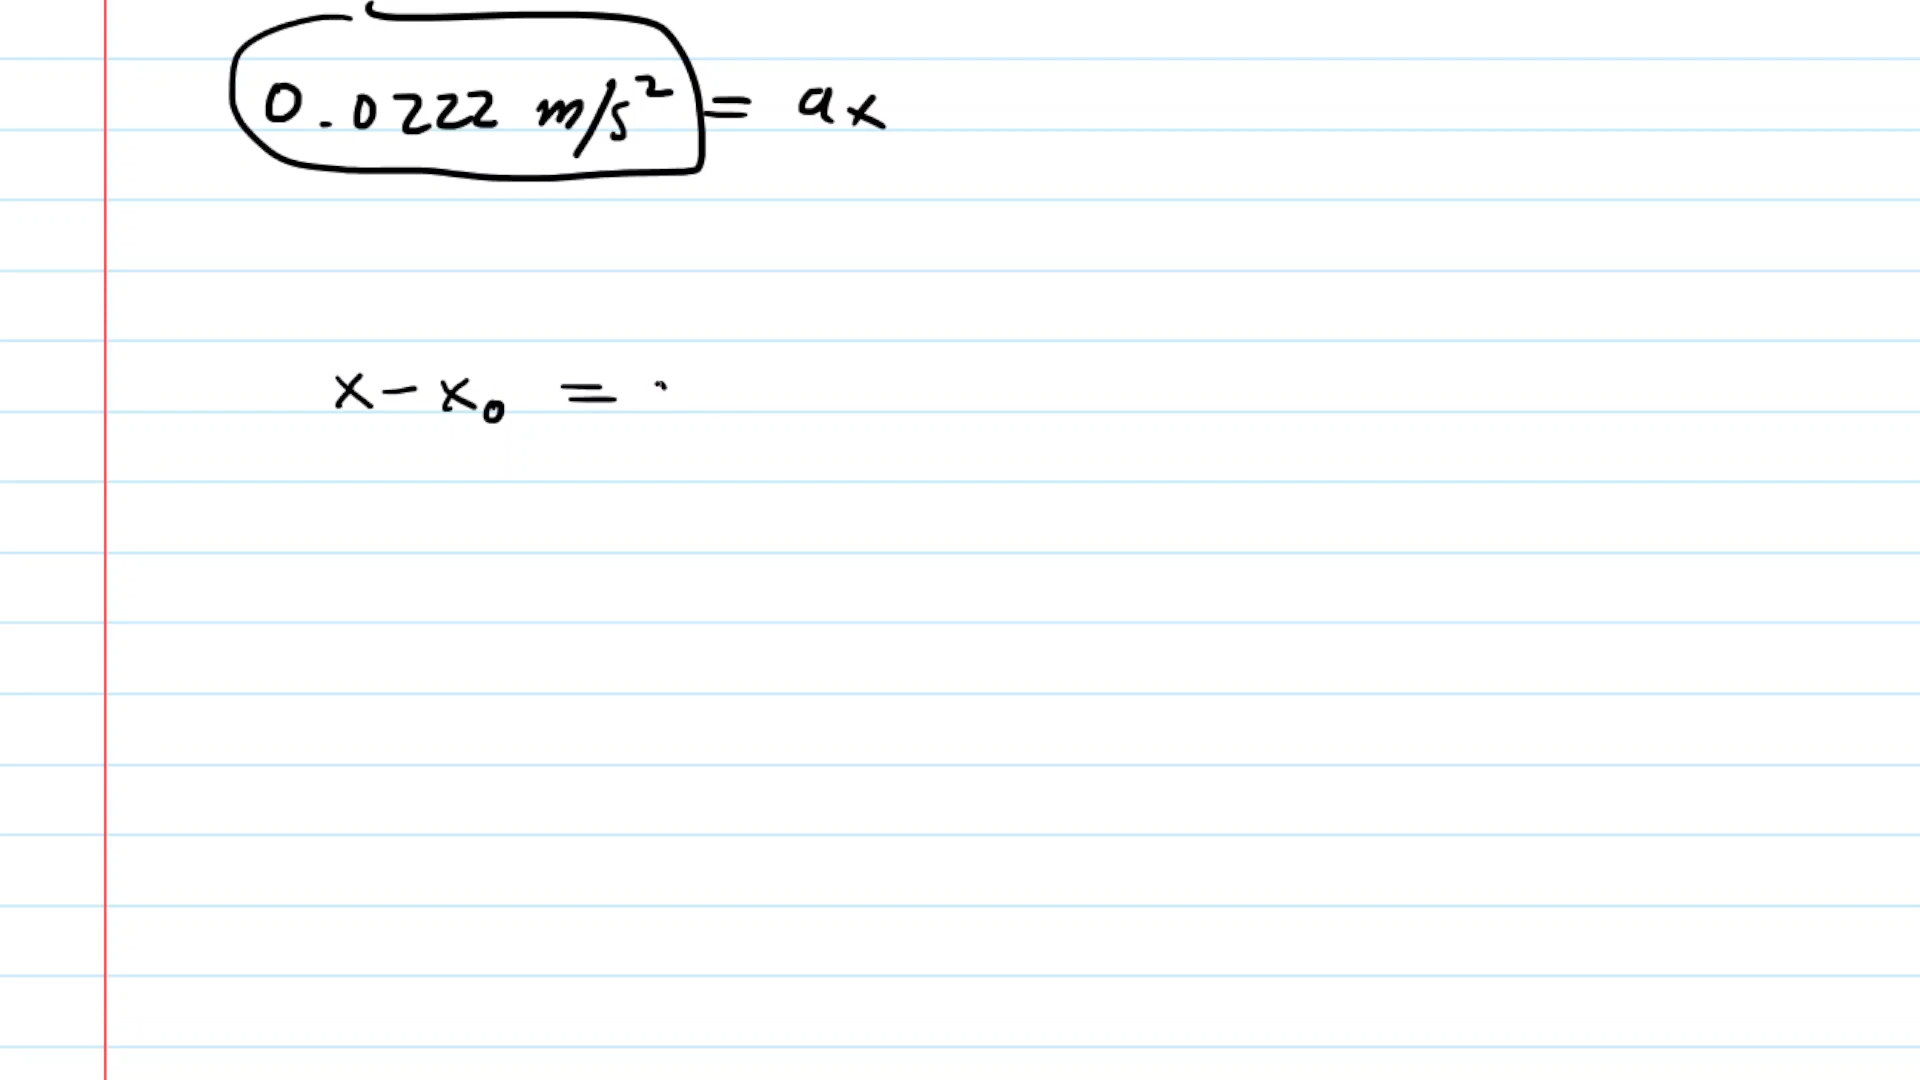 0.0222 m/s² = ax
x - x₀ =